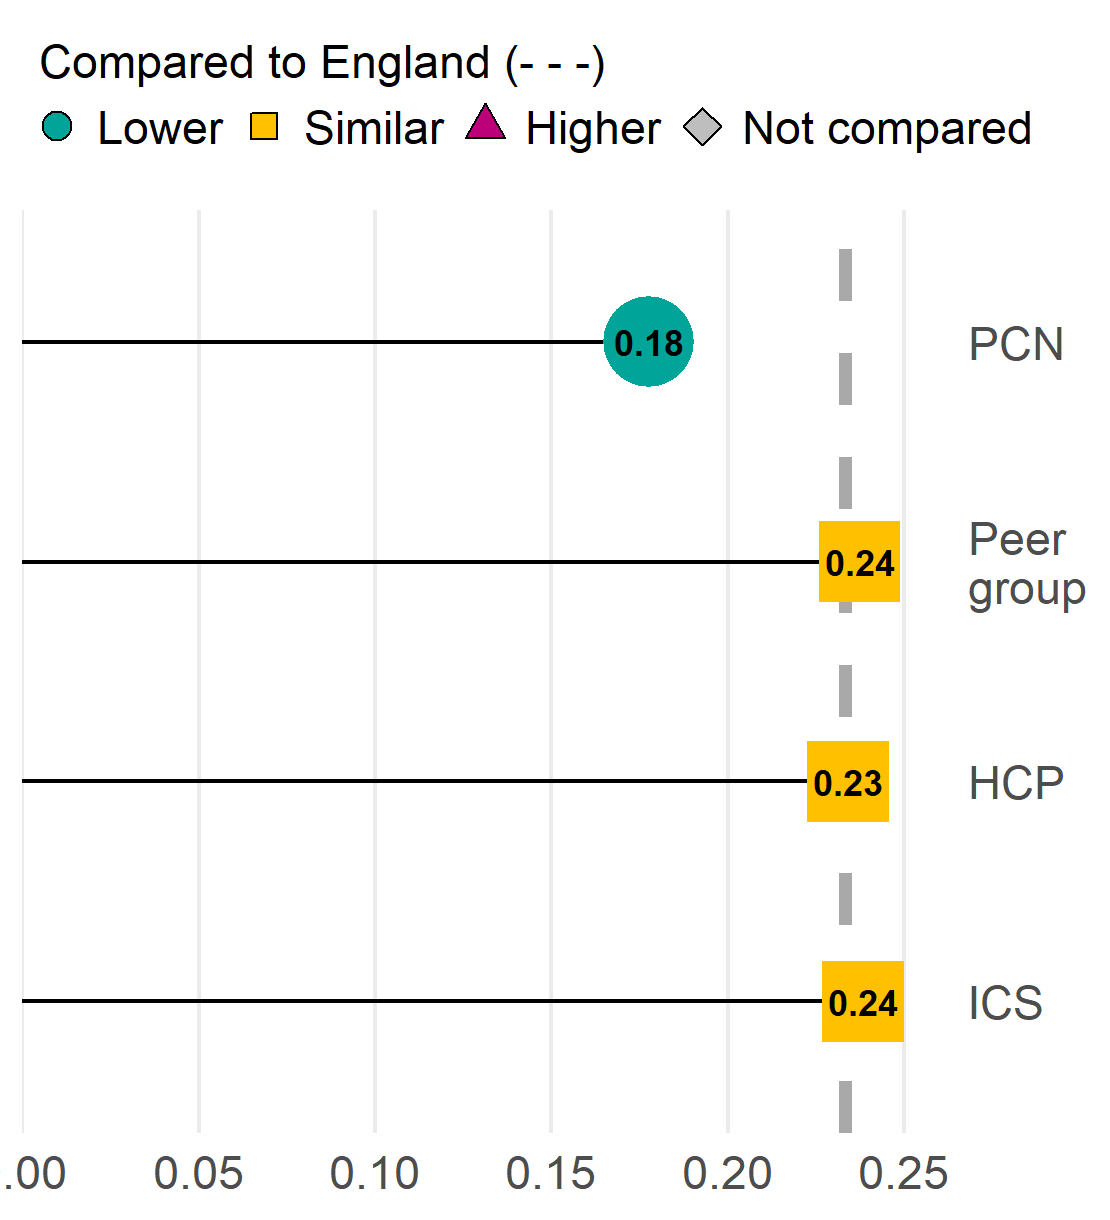 Compared to England (- - -)
Lower Similar Higher Not compared
0.18 PCN
0.24 Peer
group
0.23 HCP
0.24 ICS
.00 0.05 0.10 0.15 0.20 0.25